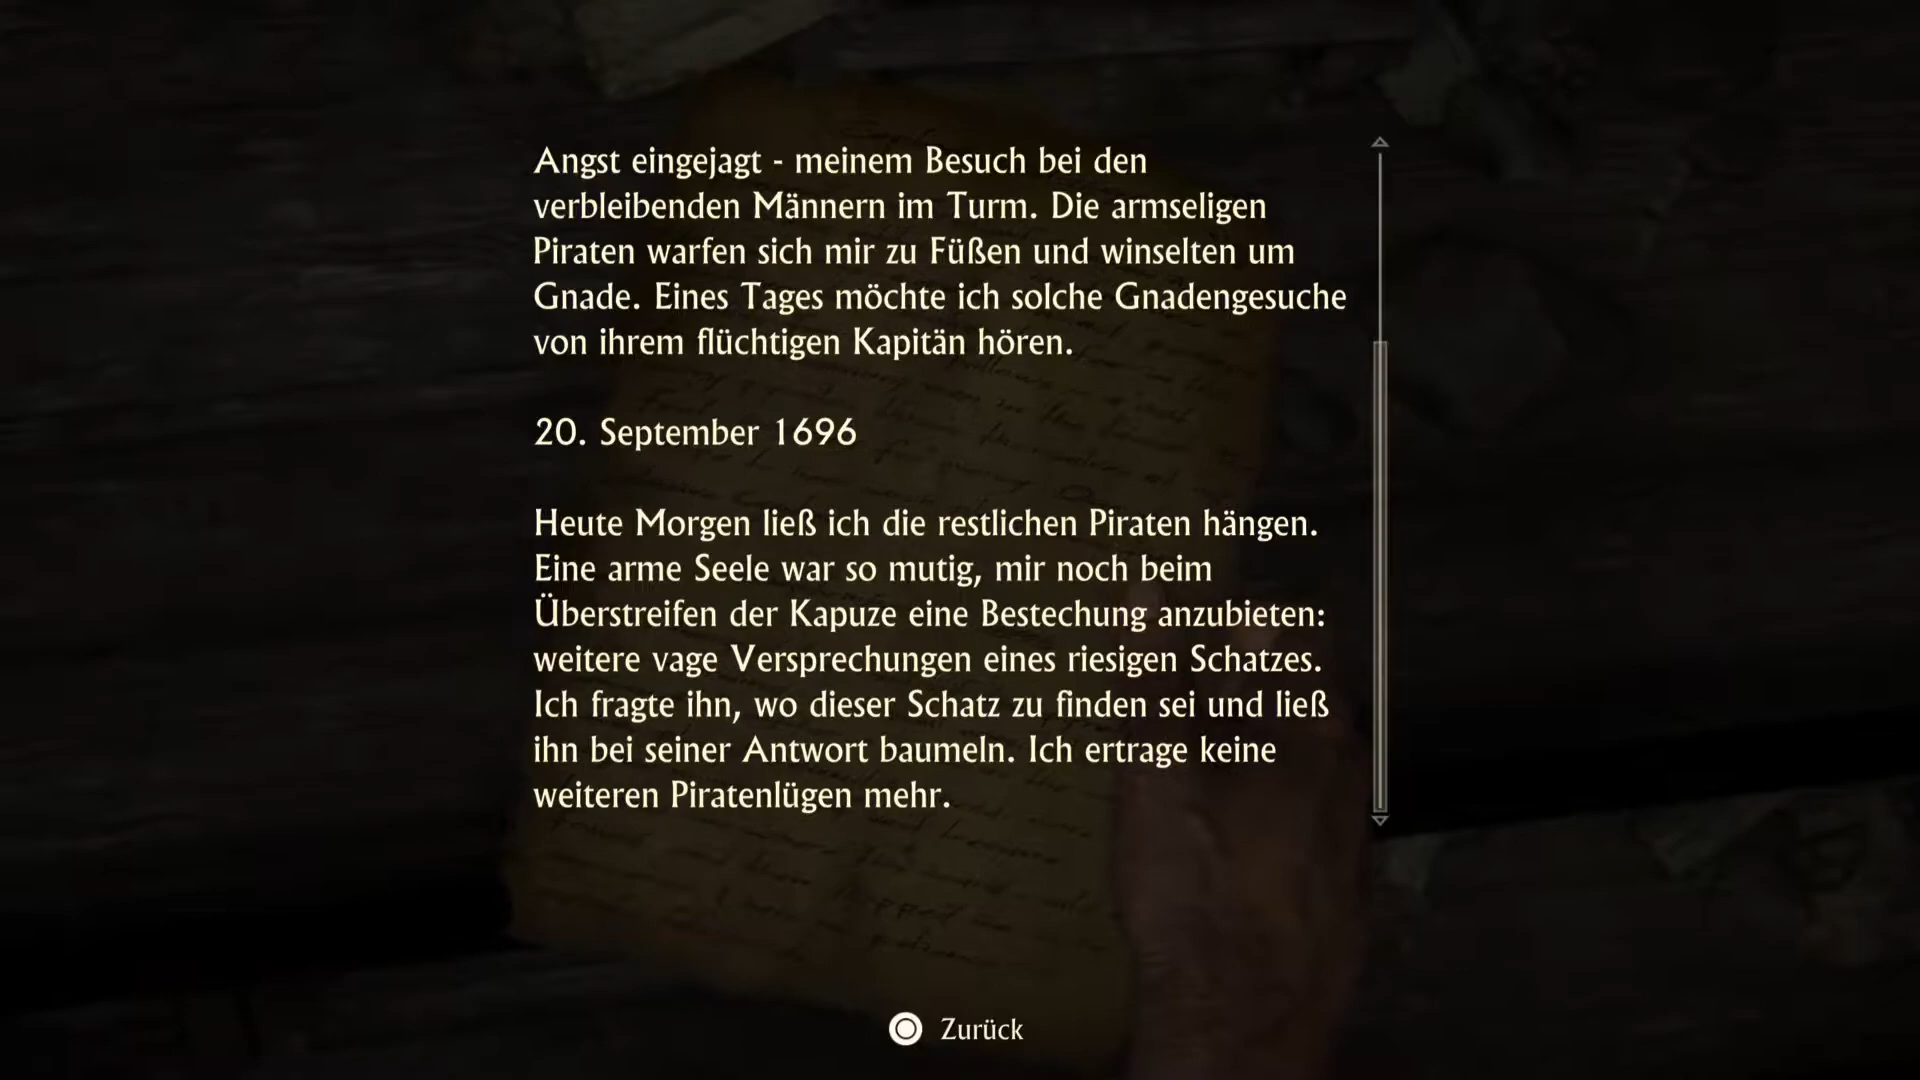 Angst eingejagt - meinem Besuch bei den
verbleibenden Männern im Turm. Die armseligen
Piraten warfen sich mir zu Füßen und winselten um
Gnade. Eines Tages möchte ich solche Gnadengesuche
von ihrem flüchtigen Kapitän hören.
20. September 1696
Heute Morgen ließ ich die restlichen Piraten hängen.
Eine arme Seele war so mutig, mir noch beim
Überstreifen der Kapuze eine Bestechung anzubieten:
weitere vage Versprechungen eines riesigen Schatzes.
Ich fragte ihn, wo dieser Schatz zu finden sei und ließ
ihn bei seiner Antwort baumeln. Ich ertrage keine
weiteren Piratenlügen mehr.
Zurück